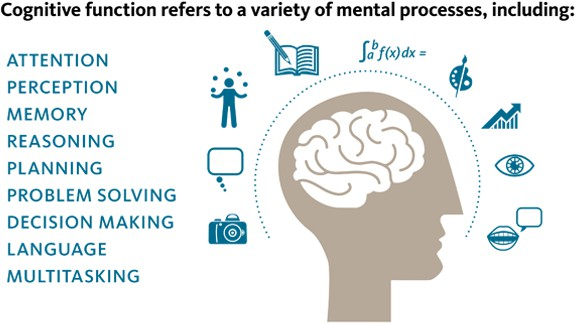 Cognitive function refers to a variety of mental processes, including:
ATTENTION
PERCEPTION
MEMORY
REASONING
PLANNING
PROBLEM SOLVING
DECISION MAKING
LANGUAGE
MULTITASKING
∫ₐᵇ f(x)dx =